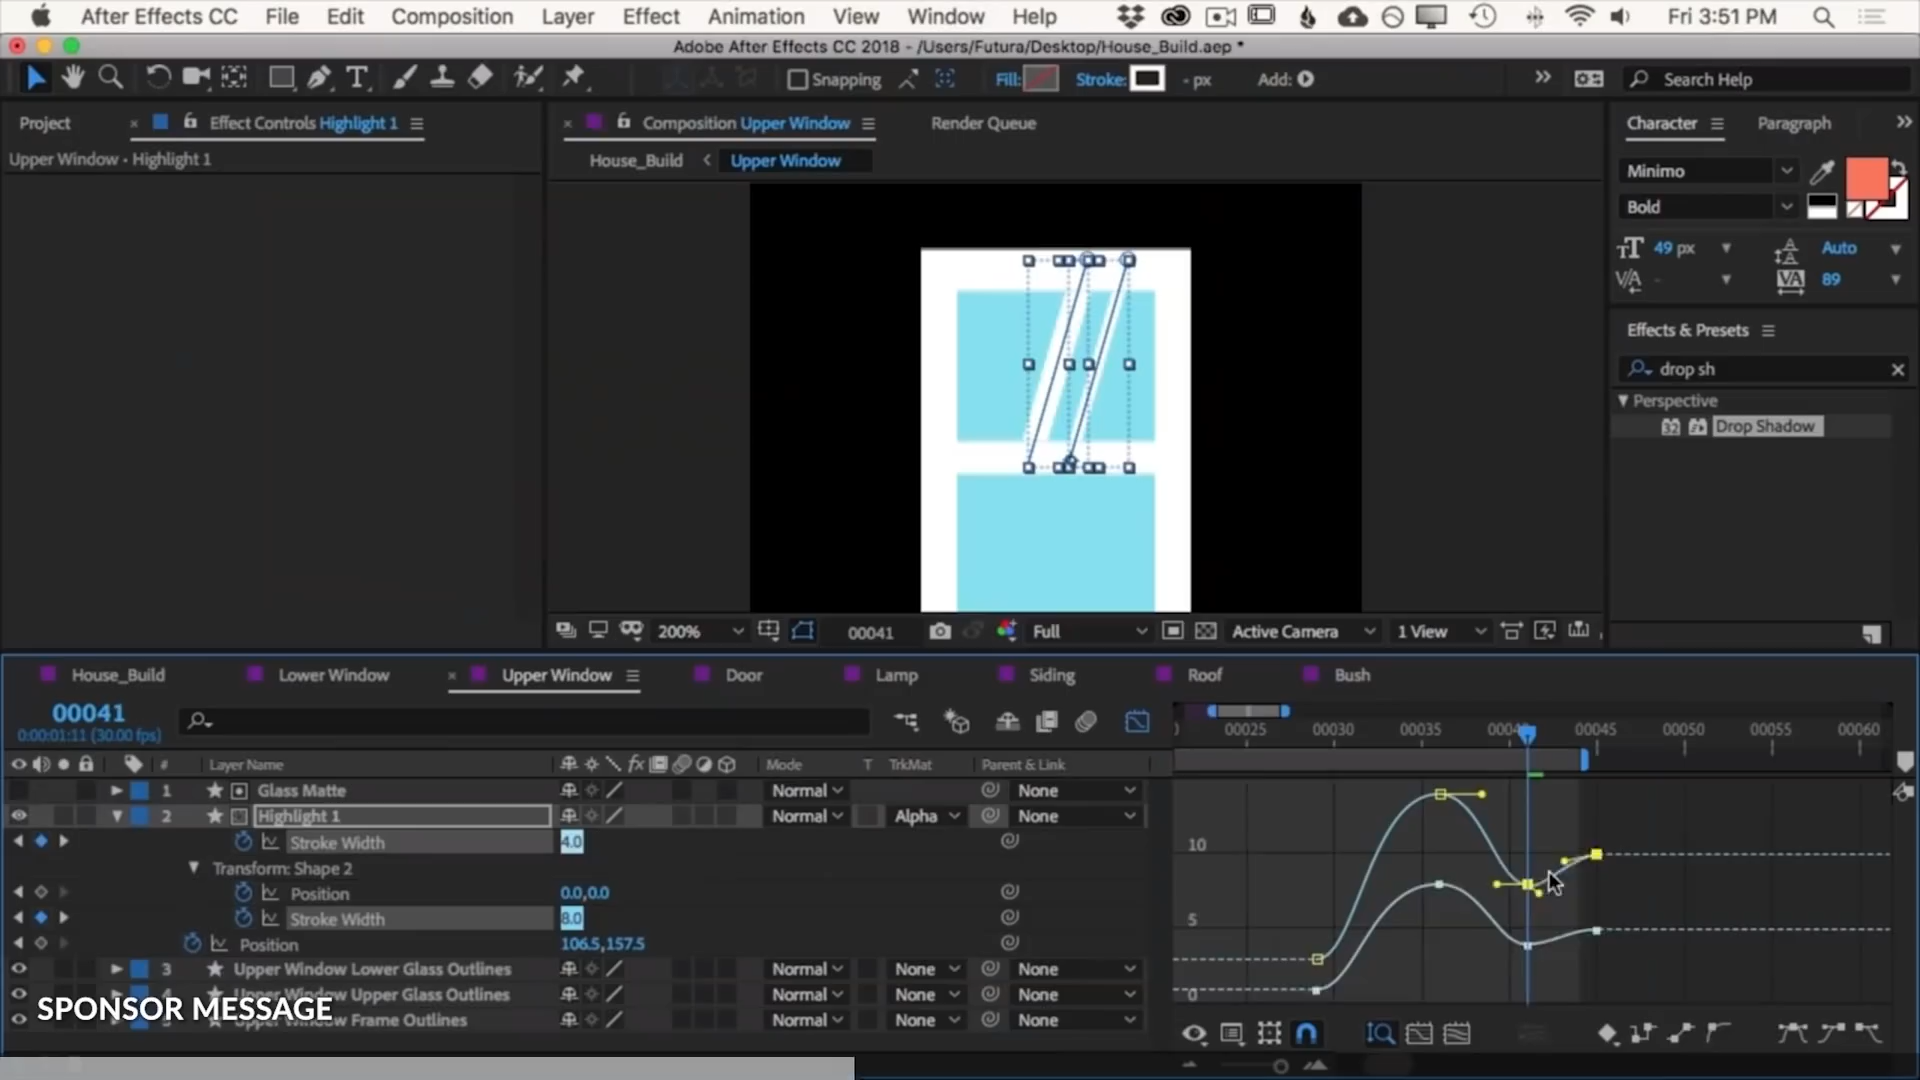 After Effects CC File Edit Composition Layer Effect Animation View Window Help Fri 3:51 PM
Adobe After Effects CC 2018 - /Users/Futura/Desktop/House_Build.aep *
Snapping Fill: Stroke: - px Add: Search Help
Project Effect Controls Highlight 1 Composition Upper Window Render Queue Character Paragraph
Upper Window • Highlight 1 House_Build Upper Window
Minimo
Bold
49 px Auto
89
Effects & Presets
drop sh
Perspective
32 Drop Shadow
200% 00041 Full Active Camera 1 View
House_Build Lower Window Upper Window Door Lamp Siding Roof Bush
00041
0:00:01:11 (30.00 fps)
00025 00030 00035 00045 00050 00055 00060
# Layer Name Mode T TrkMat Parent & Link
1 Glass Matte Normal None
2 Highlight 1 Normal Alpha None
Stroke Width 4.0
Transform: Shape 2
Position 0.0,0.0
Stroke Width 8.0
Position 106.5,157.5
3 Upper Window Lower Glass Outlines Normal None None
Upper Window Upper Glass Outlines Normal None None
Upper Window Frame Outlines Normal None None
10
5
0
SPONSOR MESSAGE